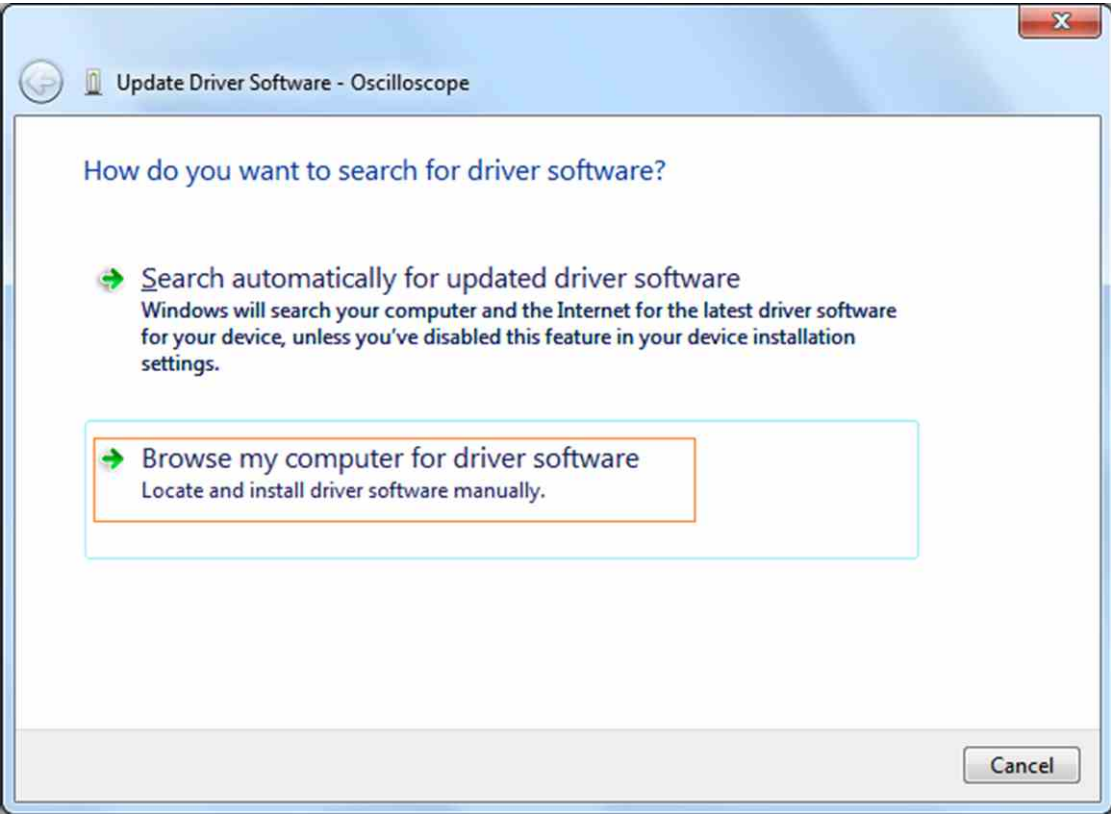 Update Driver Software - Oscilloscope
How do you want to search for driver software?
Search automatically for updated driver software
Windows will search your computer and the Internet for the latest driver software
for your device, unless you've disabled this feature in your device installation
settings.
Browse my computer for driver software
Locate and install driver software manually.
Cancel